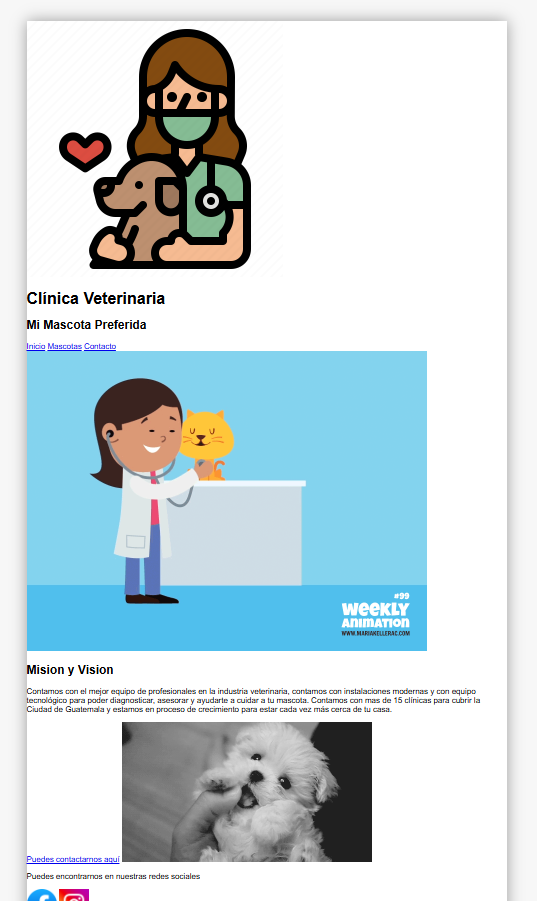 Clínica Veterinaria
Mi Mascota Preferida
Inicio Mascotas Contacto
#99
WEEKLY
ANIMATION
WWW.MARIAKELLERAC.COM
Mision y Vision
Contamos con el mejor equipo de profesionales en la industria veterinaria, contamos con instalaciones modernas y con equipo
tecnológico para poder diagnosticar, asesorar y ayudarte a cuidar a tu mascota. Contamos con mas de 15 clínicas para cubrir la
Ciudad de Guatemala y estamos en proceso de crecimiento para estar cada vez más cerca de tu casa.
Puedes contactarnos aquí
Puedes encontrarnos en nuestras redes sociales